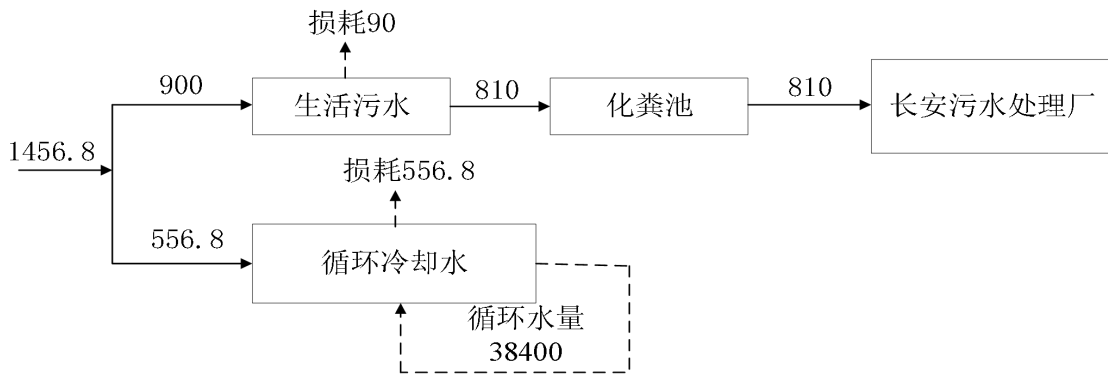 损耗90
900
生活污水
810
化粪池
810
长安污水处理厂
1456.8
损耗556.8
556.8
循环冷却水
循环水量
38400